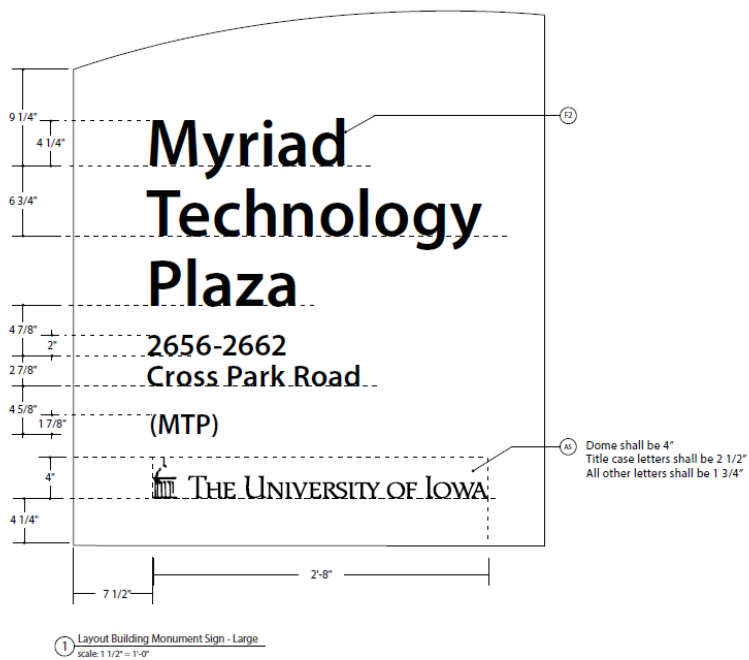 9 1/4"
4 1/4"
F2
Myriad
6 3/4"
Technology
Plaza
4 7/8"
2"
2656-2662
2 7/8"
Cross Park Road
4 5/8"
1 7/8"
(MTP)
A5
Dome shall be 4"
Title case letters shall be 2 1/2"
All other letters shall be 1 3/4"
4"
THE UNIVERSITY OF IOWA
4 1/4"
2'-8"
7 1/2"
1
Layout Building Monument Sign - Large
scale: 1 1/2" = 1'-0"